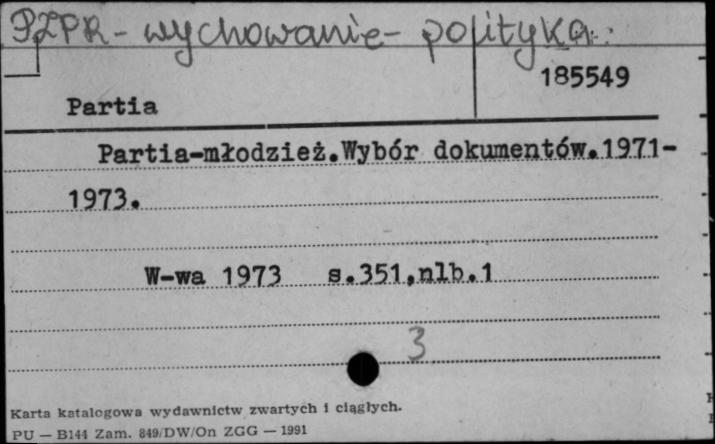 PZPR - wychowanie - polityka
185549
Partia
Partia-młodzież.Wybór dokumentów.1971-
1973.
W-wa 1973 s.351,nlb.1
3
Karta katalogowa wydawnictw zwartych i ciągłych.
PU — B144 Zam. 849/DW/On ZGG — 1991